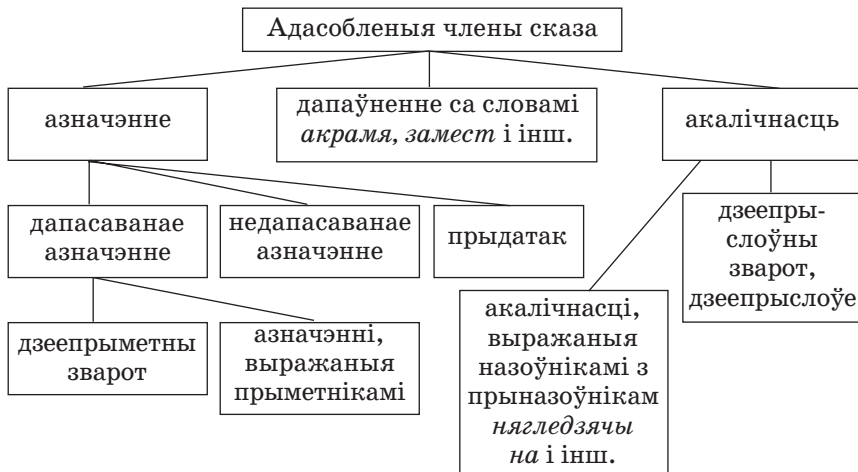 Адасобленыя члены сказа
азначэнне
дапаўненне са словамі
акрамя, замест і інш.
акалічнасць
дапасаванае
азначэнне
недапасаванае
азначэнне
прыдатак
дзеепры-
слоўны
зварот,
дзеепрыслоўе
дзеепрыметны
зварот
азначэнні,
выражаныя
прыметнікамі
акалічнасці,
выражаныя
назоўнікамі з
прыназоўнікам
нягледзячы
на і інш.